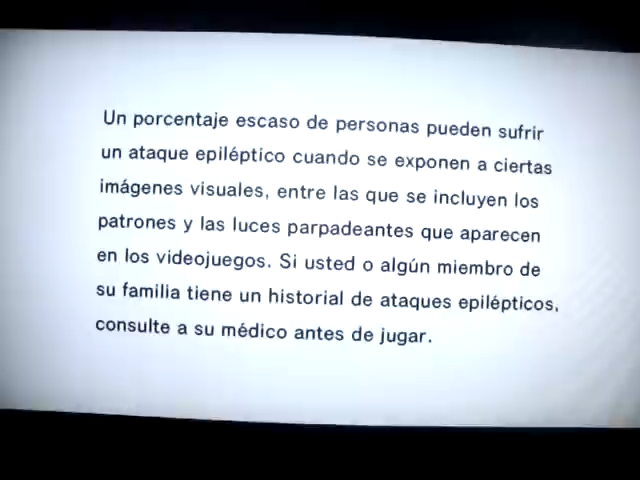 Un porcentaje escaso de personas pueden sufrir
un ataque epiléptico cuando se exponen a ciertas
imágenes visuales, entre las que se incluyen los
patrones y las luces parpadeantes que aparecen
en los videojuegos. Si usted o algún miembro de
su familia tiene un historial de ataques epilépticos,
consulte a su médico antes de jugar.